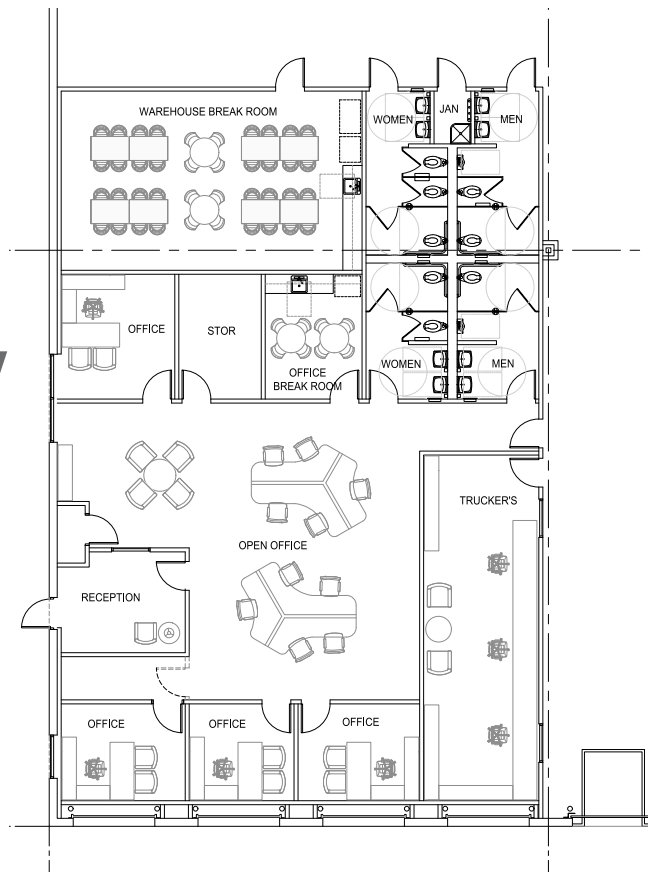 WAREHOUSE BREAK ROOM
WOMEN
JAN
MEN
OFFICE
STOR
OFFICE
BREAK ROOM
WOMEN
MEN
TRUCKER'S
OPEN OFFICE
RECEPTION
OFFICE
OFFICE
OFFICE